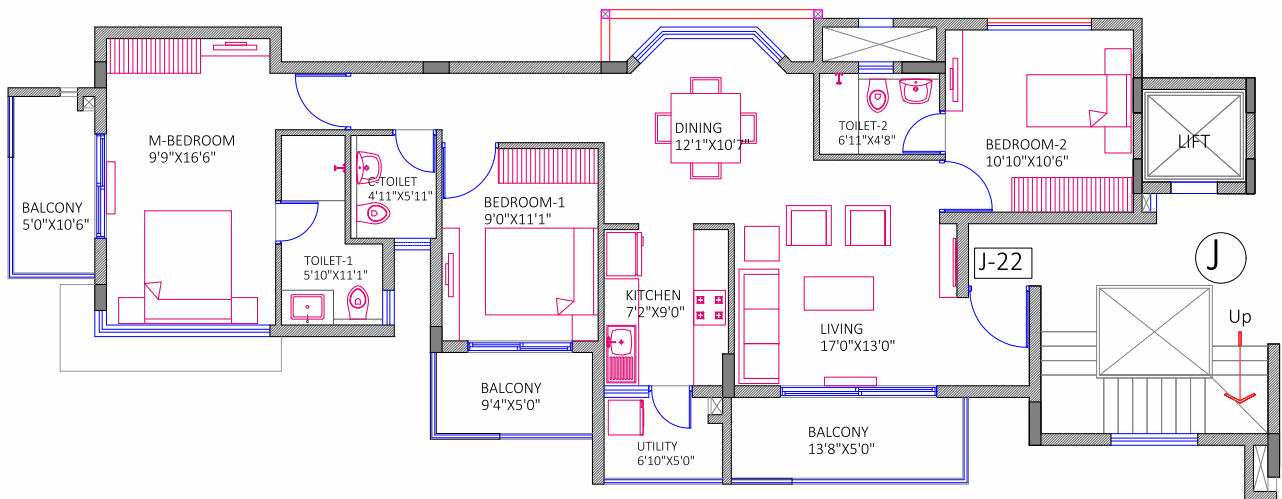 M-BEDROOM
9'9"X16'6"
BALCONY
5'0"X10'6"
TOILET-1
5'10"X11'1"
C-TOILET
4'11"X5'11"
BEDROOM-1
9'0"X11'1"
BALCONY
9'4"X5'0"
DINING
12'1"X10'7"
KITCHEN
7'2"X9'0"
UTILITY
6'10"X5'0"
LIVING
17'0"X13'0"
BALCONY
13'8"X5'0"
TOILET-2
6'11"X4'8"
BEDROOM-2
10'10"X10'6"
LIFT
J-22
J
Up